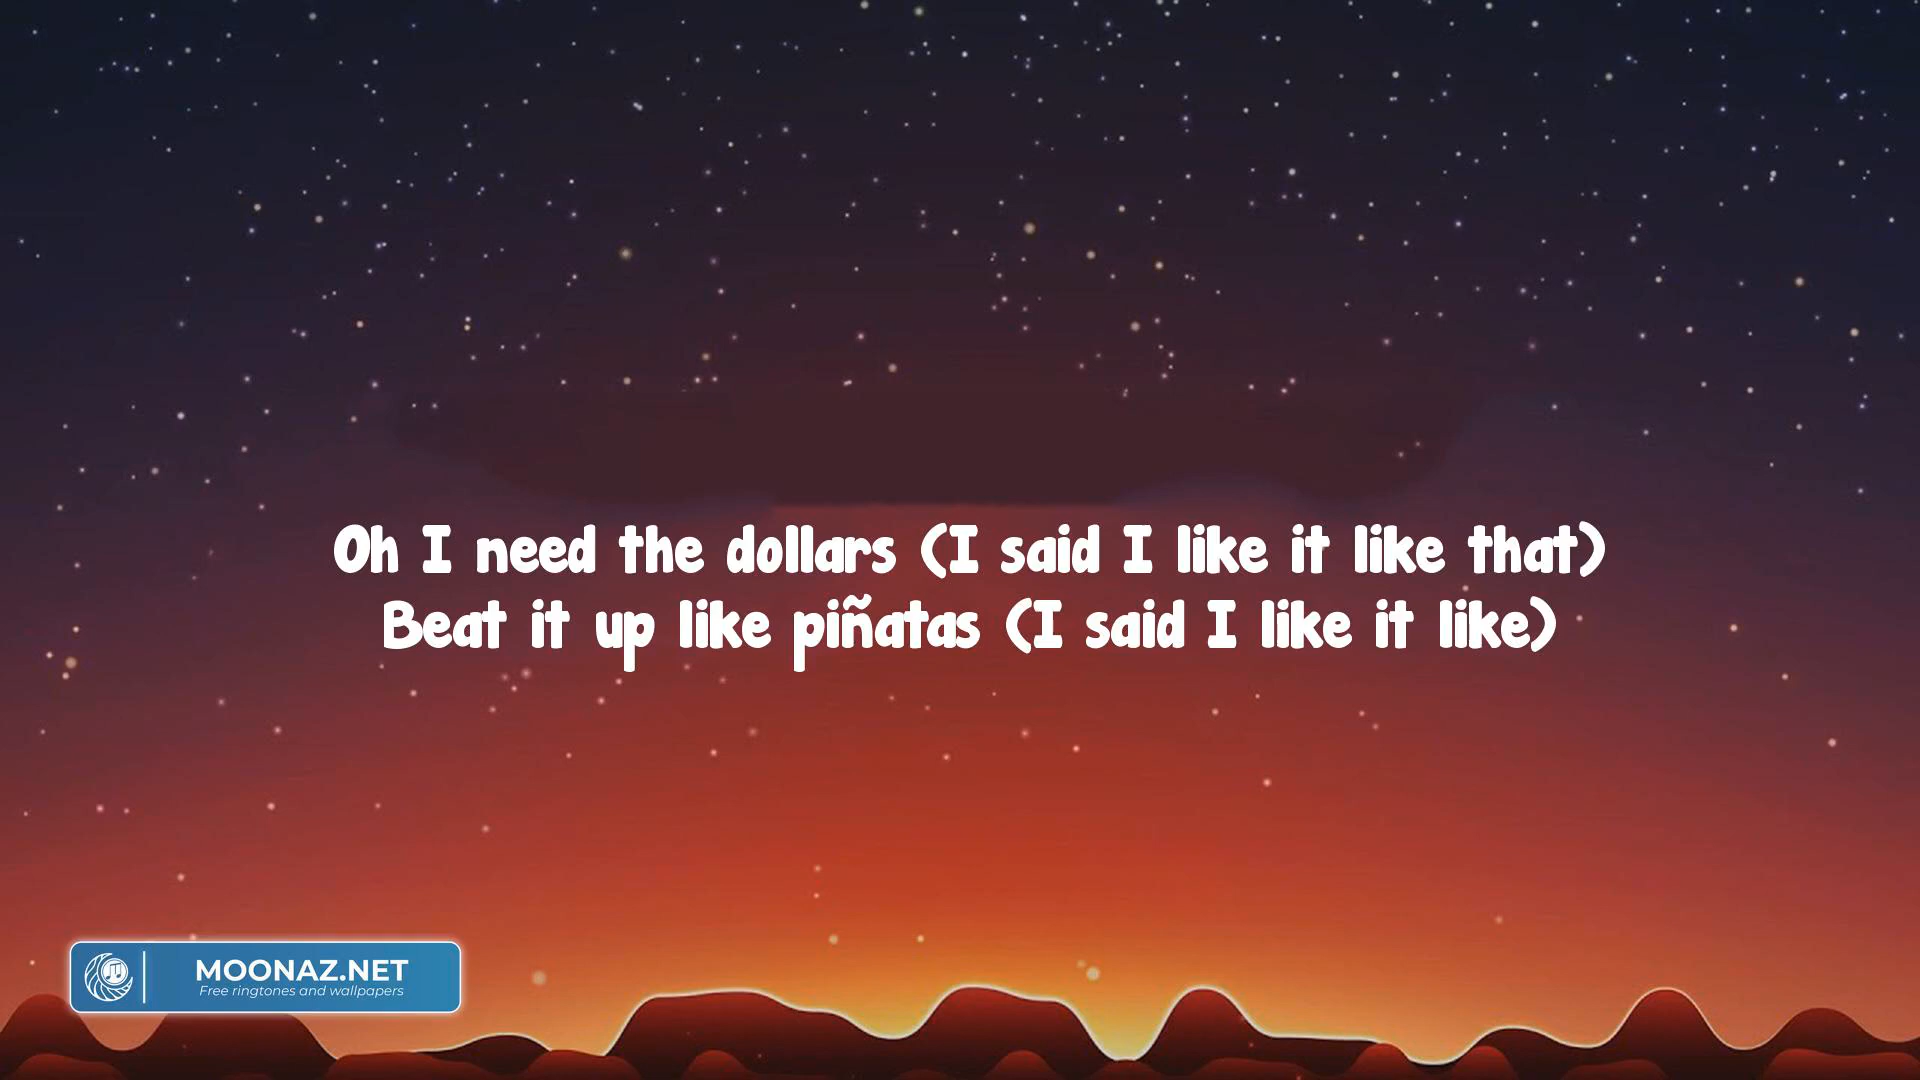 Oh I need the dollars (I said I like it like that)
Beat it up like piñatas (I said I like it like)
MOONAZ.NET
Free ringtones and wallpapers